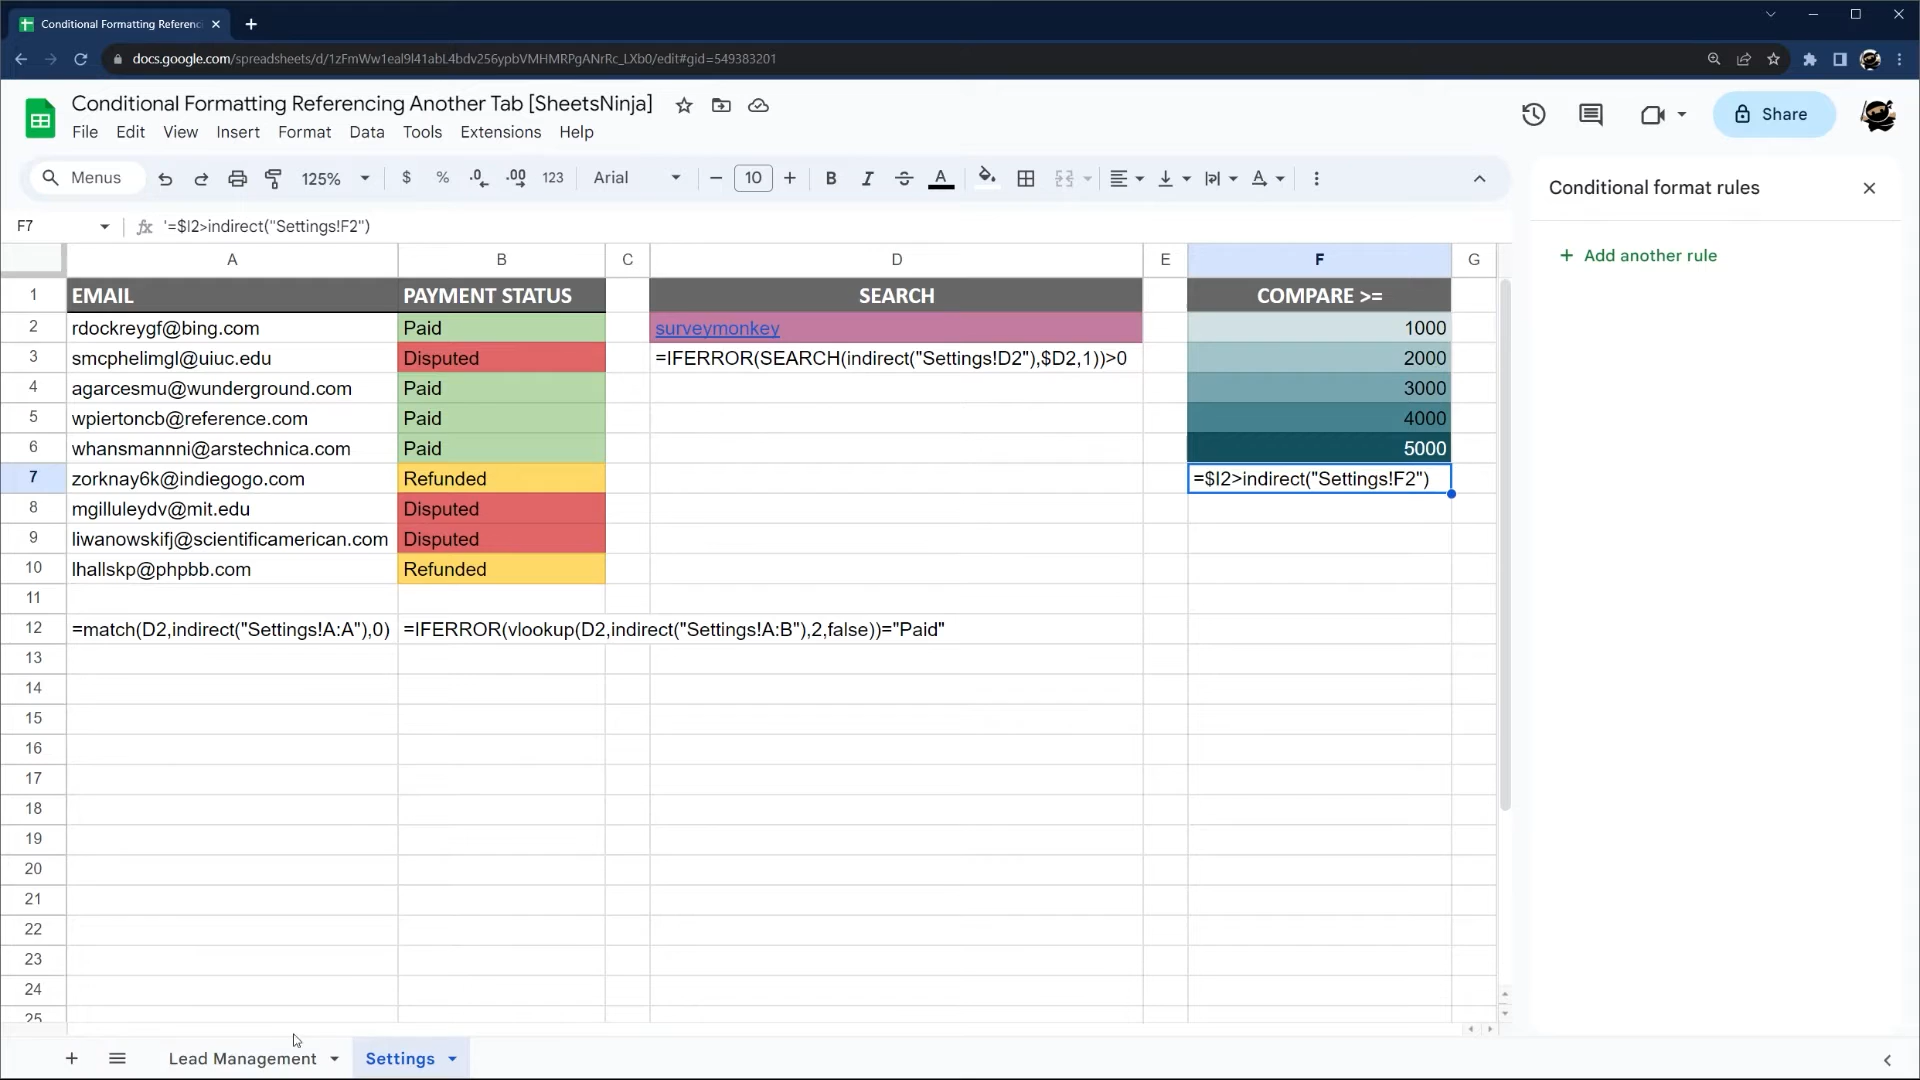 Conditional Formatting Referenc
docs.google.com/spreadsheets/d/1zFmWw1eal9l41abL4bdv256ypbVMHMRPgANrRc_LXb0/edit#gid=549383201
Conditional Formatting Referencing Another Tab [SheetsNinja]
File Edit View Insert Format Data Tools Extensions Help
Share
Menus 125% $ % .0 .00 123 Arial 10 B I S A
Conditional format rules
F7 fx '=$I2>indirect("Settings!F2")
Add another rule
A B C D E F G
1 EMAIL PAYMENT STATUS SEARCH COMPARE >=
2 rdockreygf@bing.com Paid surveymonkey 1000
3 smcphelimgl@uiuc.edu Disputed =IFERROR(SEARCH(indirect("Settings!D2"),$D2,1))>0 2000
4 agarcesmu@wunderground.com Paid 3000
5 wpiertoncb@reference.com Paid 4000
6 whansmannni@arstechnica.com Paid 5000
7 zorknay6k@indiegogo.com Refunded =$I2>indirect("Settings!F2")
8 mgilluleydv@mit.edu Disputed
9 liwanowskifj@scientificamerican.com Disputed
10 lhallskp@phpbb.com Refunded
11
12 =match(D2,indirect("Settings!A:A"),0) =IFERROR(vlookup(D2,indirect("Settings!A:B"),2,false))="Paid"
13
14
15
16
17
18
19
20
21
22
23
24
25
Lead Management Settings